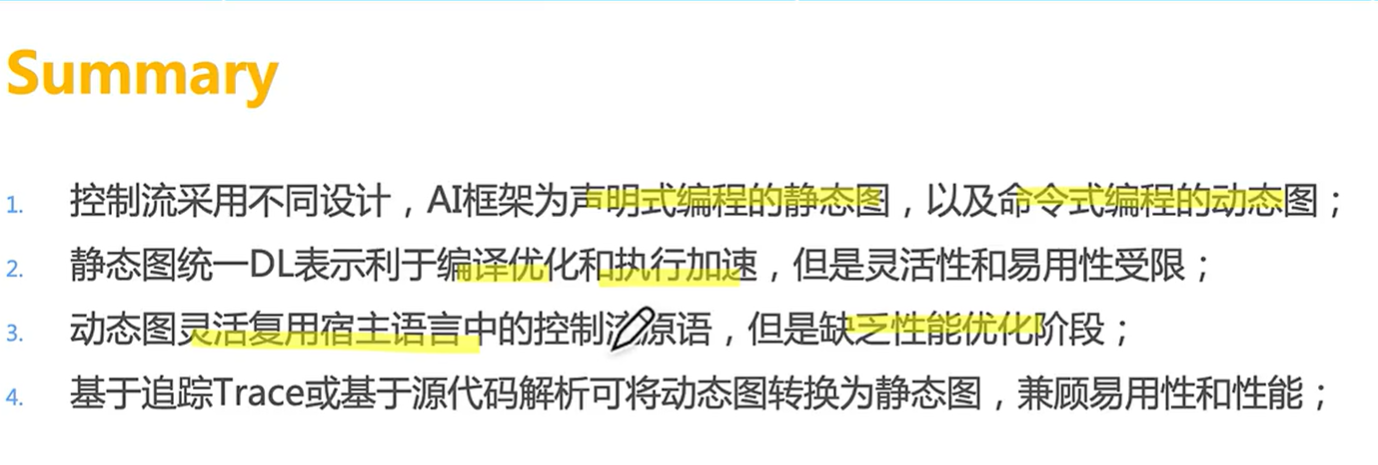 Summary
1. 控制流采用不同设计，AI框架为声明式编程的静态图，以及命令式编程的动态图；
2. 静态图统一DL表示利于编译优化和执行加速，但是灵活性和易用性受限；
3. 动态图灵活复用宿主语言中的控制流原语，但是缺乏性能优化阶段；
4. 基于追踪Trace或基于源代码解析可将动态图转换为静态图，兼顾易用性和性能；